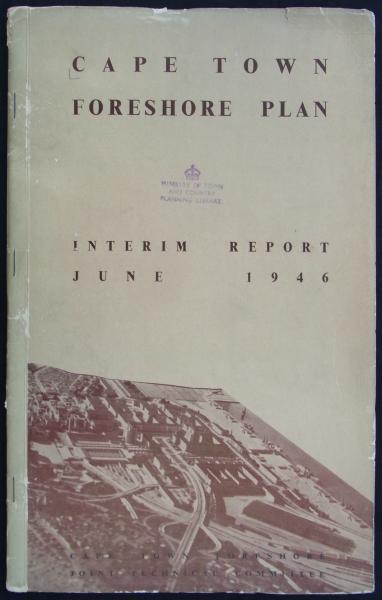 CAPE TOWN
FORESHORE PLAN
MINISTRY OF TOWN
AND COUNTRY
PLANNING LIBRARY
INTERIM REPORT
JUNE 1946
CAPE TOWN FORESHORE
JOINT TECHNICAL COMMITTEE